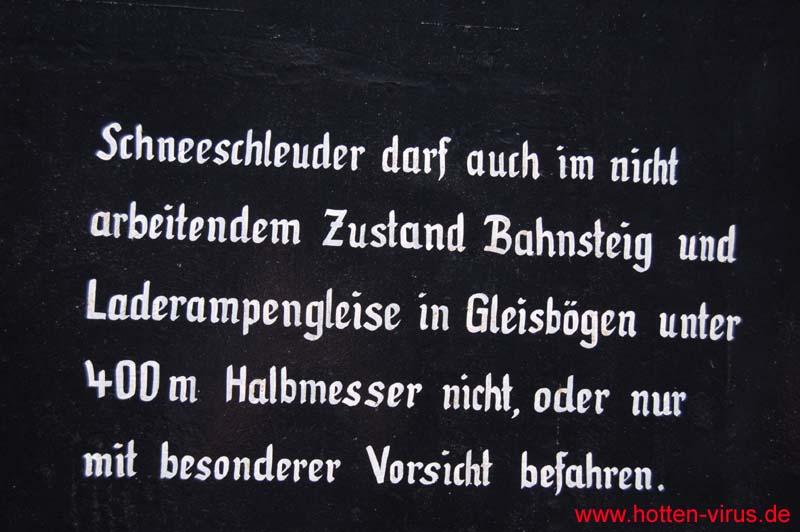 Schneeschleuder darf auch im nicht
arbeitendem Zustand Bahnsteig und
Laderampengleise in Gleisbögen unter
400m Halbmesser nicht, oder nur
mit besonderer Vorsicht befahren.
www.hotten-virus.de